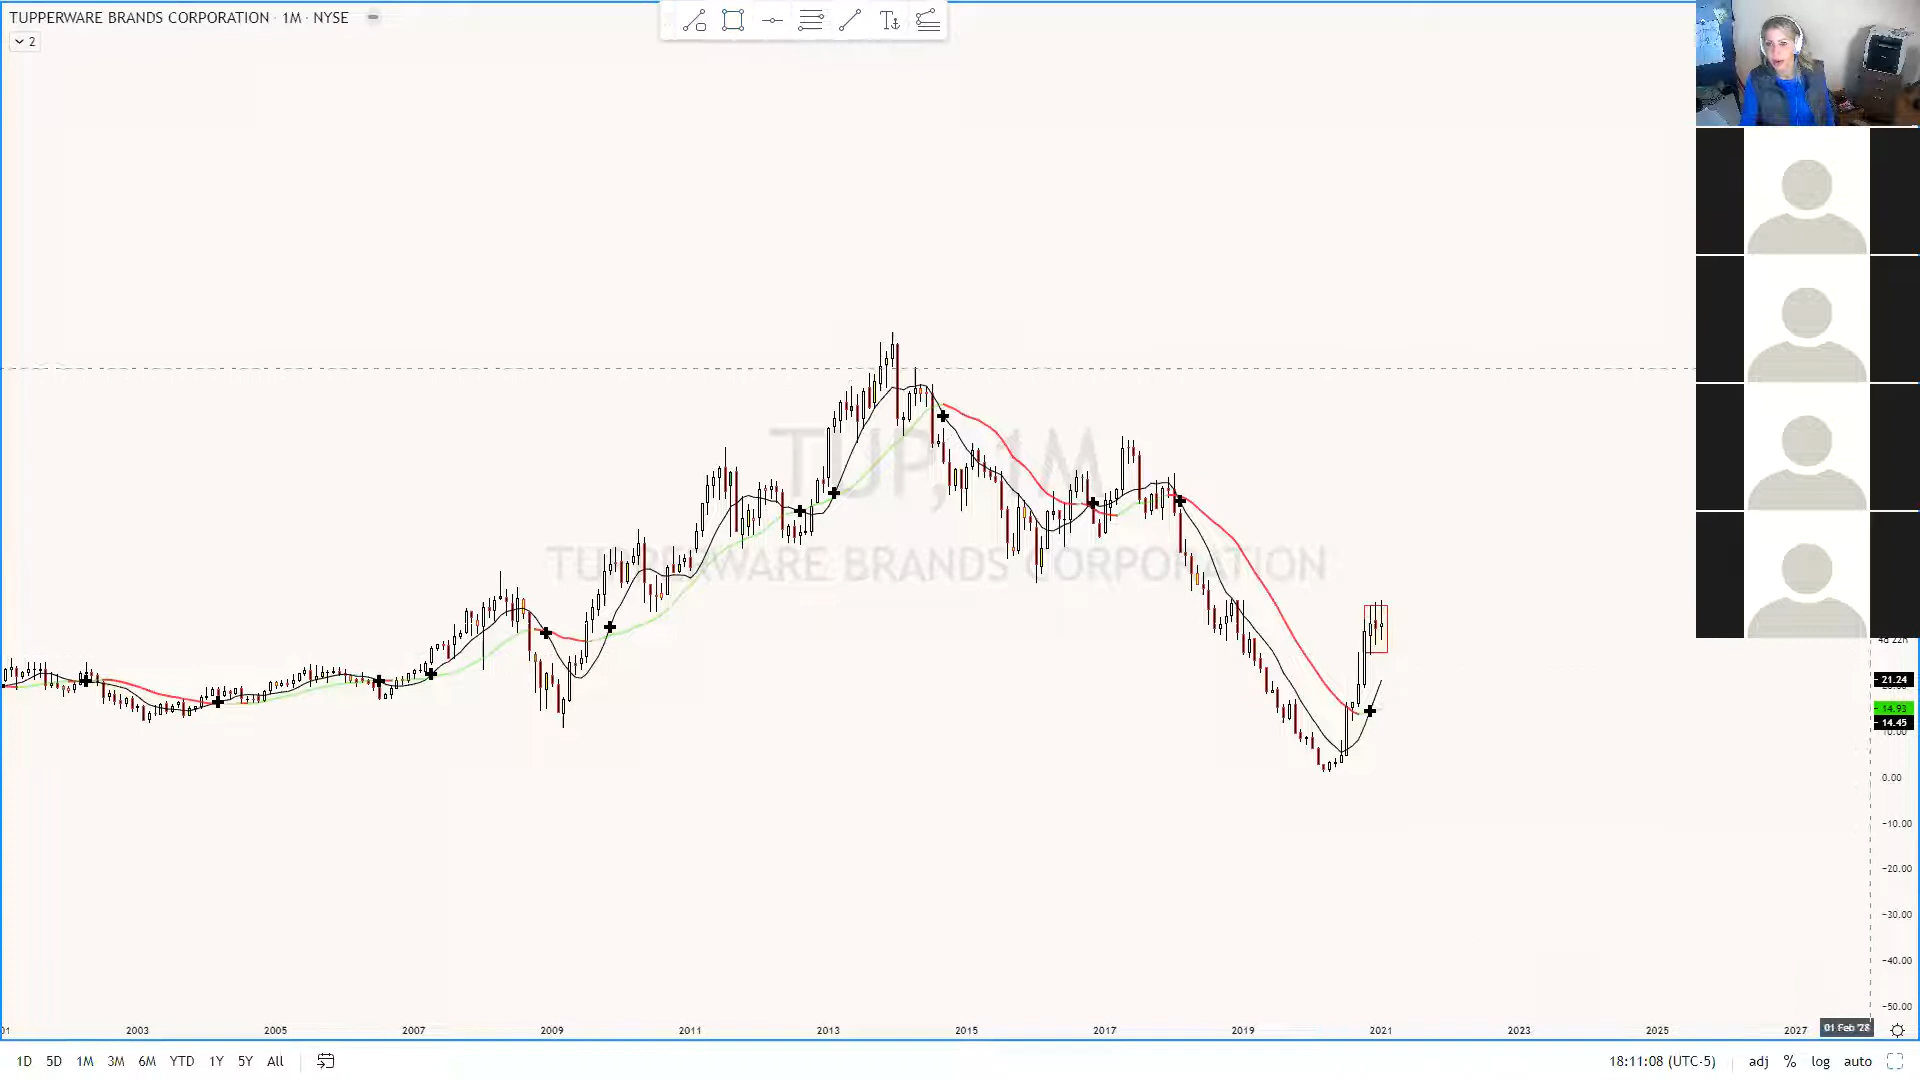 TUPPERWARE BRANDS CORPORATION · 1M · NYSE
2
TUP, 1M
TUPPERWARE BRANDS CORPORATION
4d 22h
21.24
14.93
14.45
10.00
0.00
-10.00
-20.00
-30.00
-40.00
-50.00
2003 2005 2007 2009 2011 2013 2015 2017 2019 2021 2023 2025 2027 01 Feb '28
1D 5D 1M 3M 6M YTD 1Y 5Y All 18:11:08 (UTC-5) adj % log auto